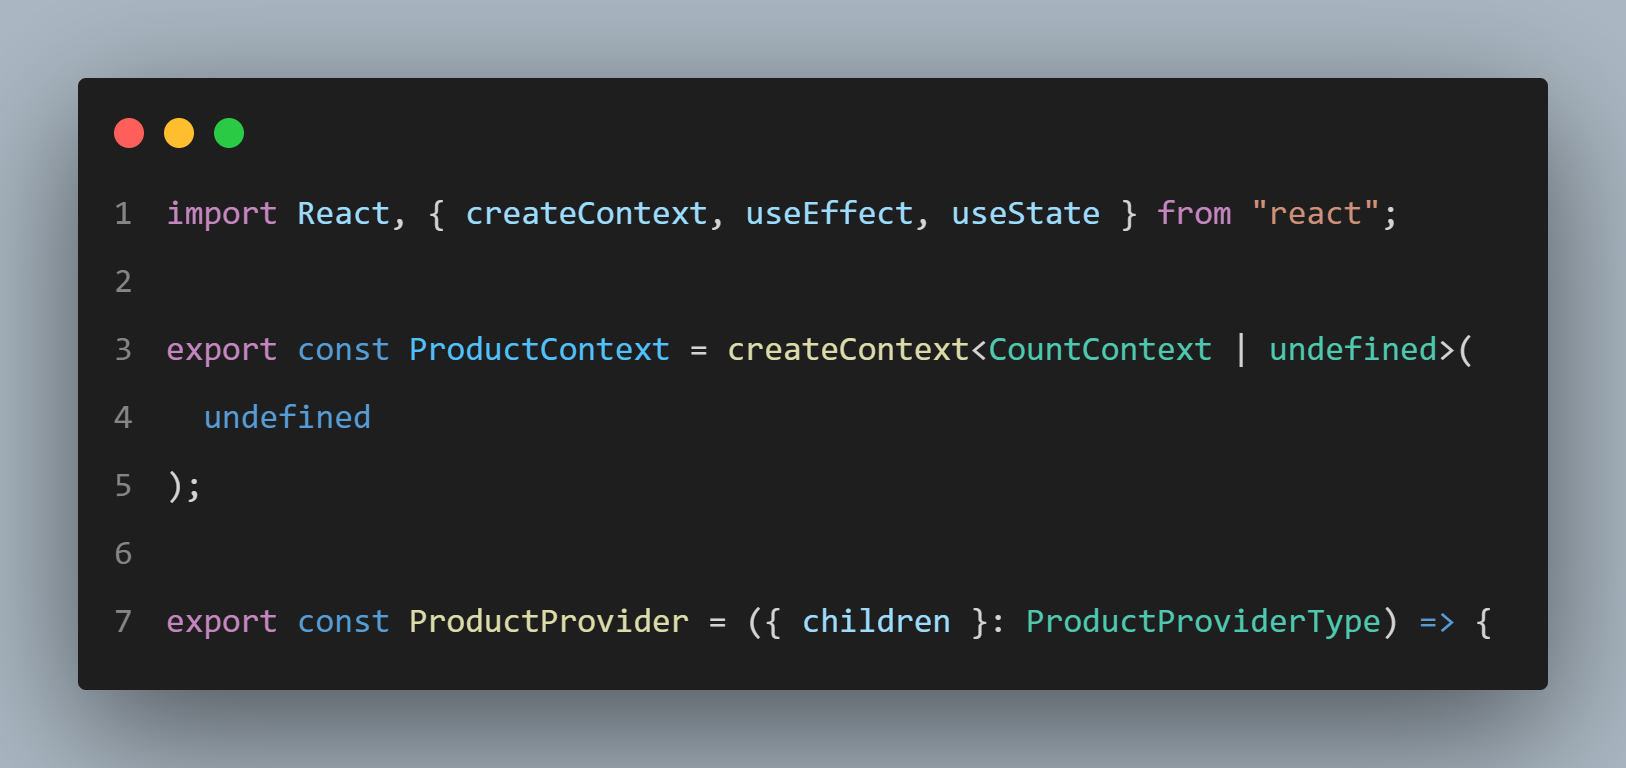 1 import React, { createContext, useEffect, useState } from "react";
2
3 export const ProductContext = createContext<CountContext | undefined>(
4   undefined
5 );
6
7 export const ProductProvider = ({ children }: ProductProviderType) => {